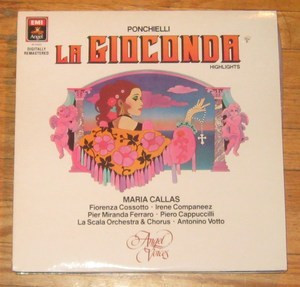 EMI
Angel
DIGITALLY
REMASTERED
PONCHIELLI
LA GIOCONDA
HIGHLIGHTS
MARIA CALLAS
Fiorenza Cossotto · Irene Companeez
Pier Miranda Ferraro · Piero Cappuccilli
La Scala Orchestra & Chorus · Antonino Votto
Angel
Voices